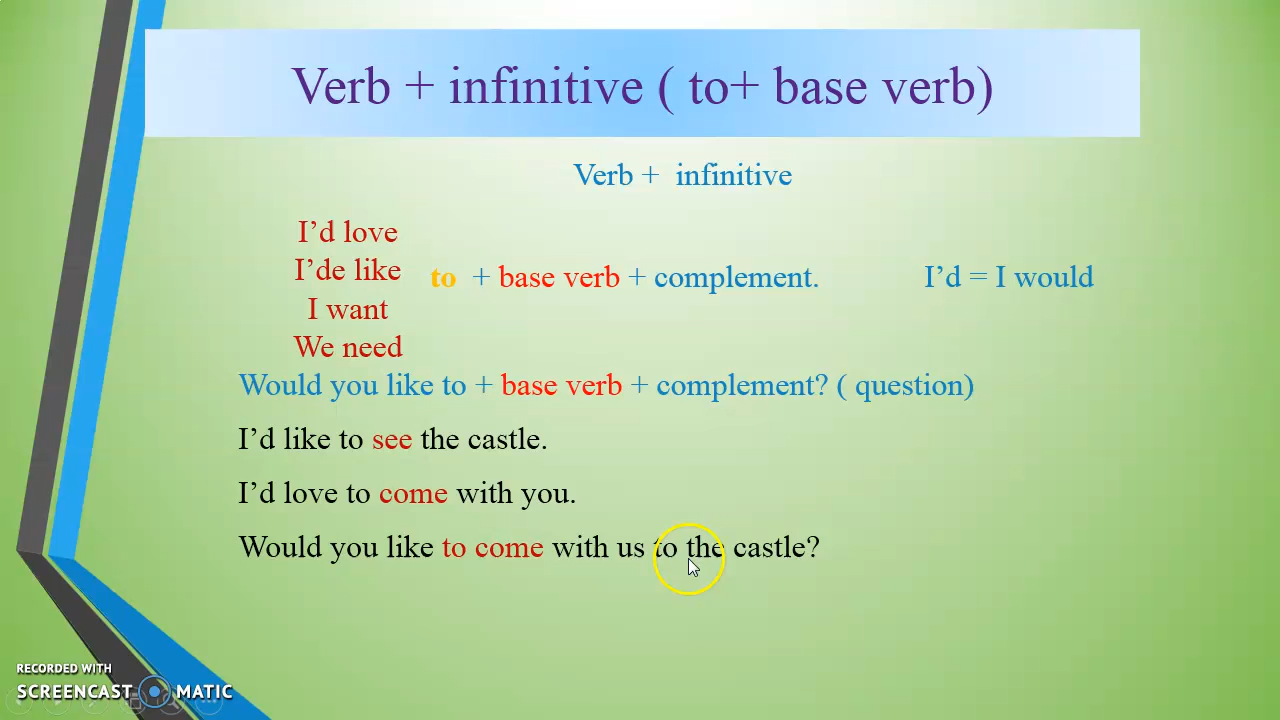 Verb + infinitive ( to+ base verb)
Verb +  infinitive
I’d love
I’de like
to  + base verb + complement.
I’d = I would
I want
We need
Would you like to + base verb + complement? ( question)
I’d like to see the castle.
I’d love to come with you.
Would you like to come with us to the castle?
RECORDED WITH
SCREENCAST MATIC